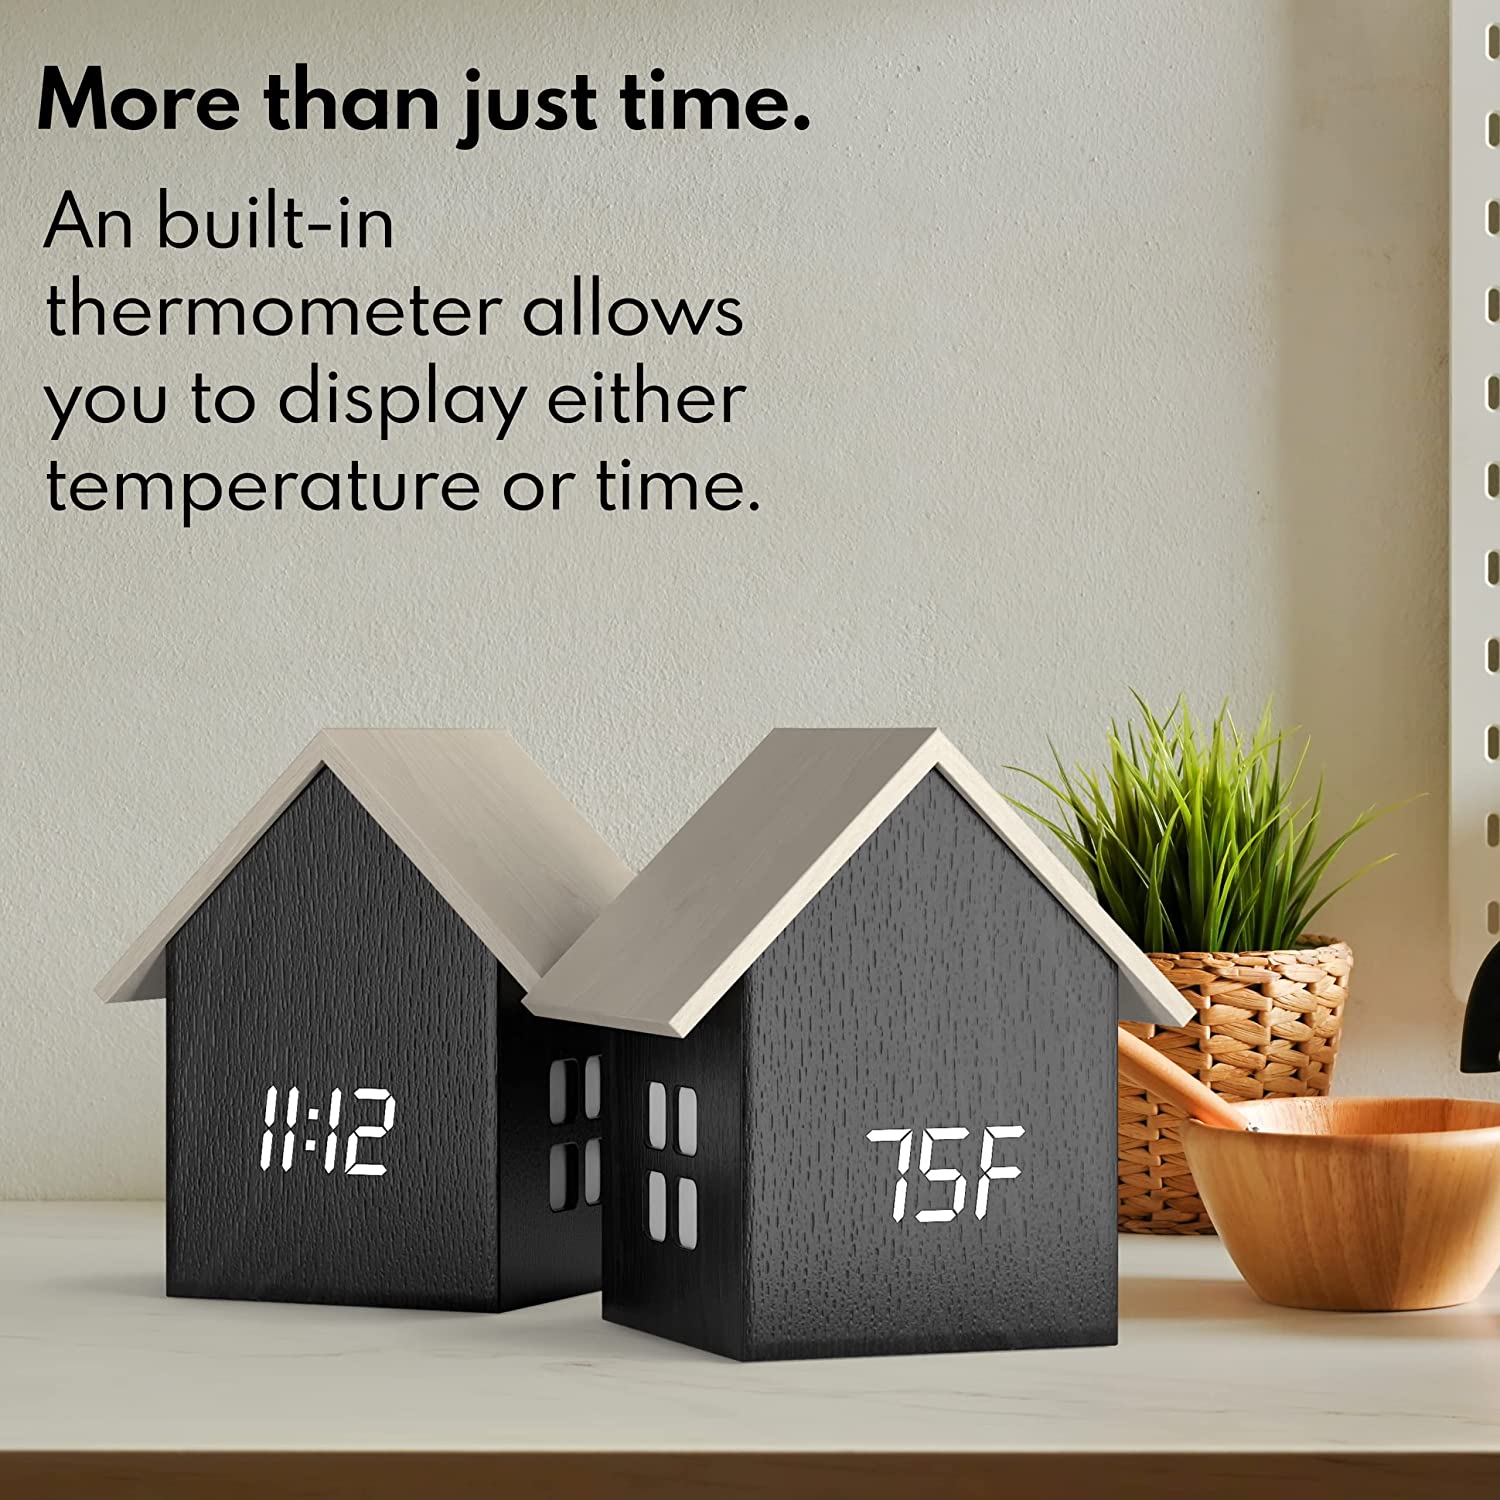 More than just time.
An built-in
thermometer allows
you to display either
temperature or time.
11:12
75F